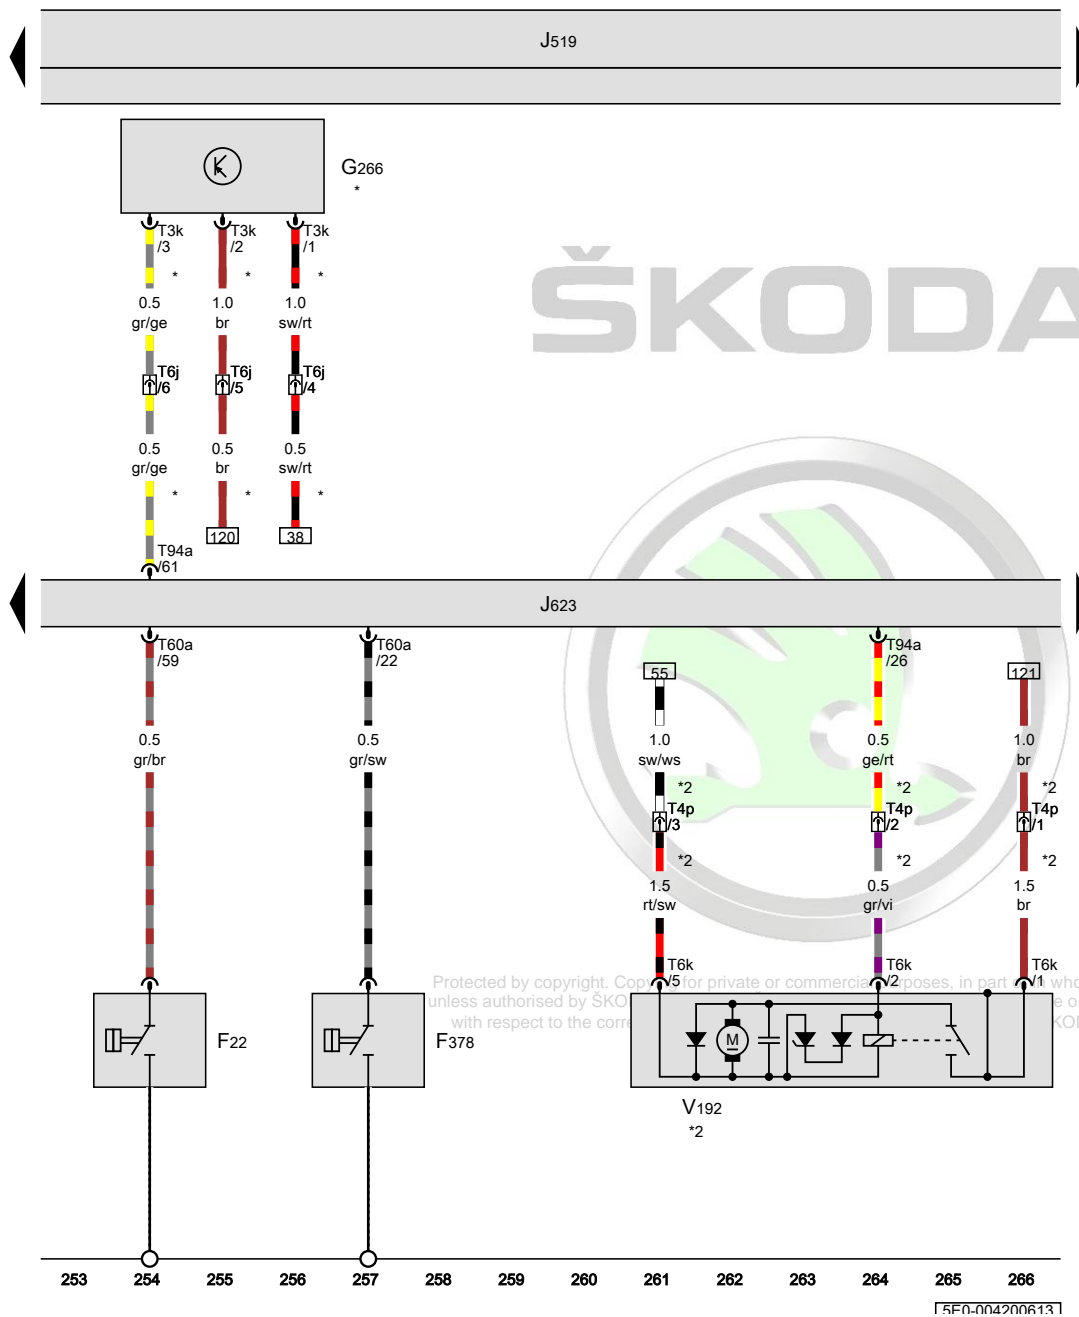 J519
G266
*
T3k
/3
T3k
/2
T3k
/1
* * *
0.5
gr/ge
1.0
br
1.0
sw/rt
ŠKODA
T6j
/6
T6j
/5
T6j
/4
0.5
gr/ge
0.5
br
0.5
sw/rt
* * *
120
38
T94a
/61
J623
T60a
/59
T60a
/22
T94a
/26
55
121
0.5
gr/br
0.5
gr/sw
1.0
sw/ws
0.5
ge/rt
1.0
br
*2 *2 *2
T4p
/3
T4p
/2
T4p
/1
*2 *2 *2
1.5
rt/sw
0.5
gr/vi
1.5
br
T6k
/5
T6k
/2
T6k
/1
Protected by copyright. for private or commercial in part
unless authorised by
with respect to the
F22
F378
M
V192
*2
253 254 255 256 257 258 259 260 261 262 263 264 265 266
5E0-004200613